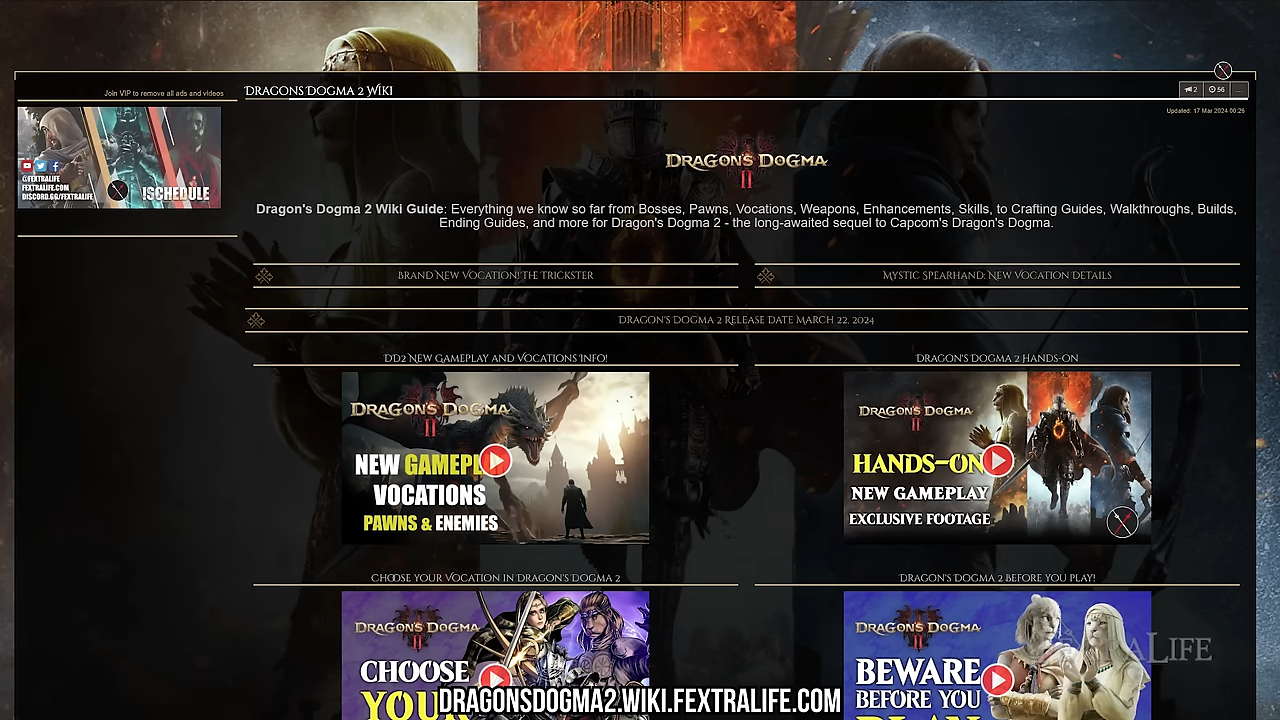 Join VIP to remove all ads and videos
DRAGONS DOGMA 2 WIKI
2
56
...
Updated: 17 Mar 2024 00:26
@FEXTRALIFE
FEXTRALIFE.COM
DISCORD.GG/FEXTRALIFE
!SCHEDULE
DRAGON'S DOGMA
II
Dragon's Dogma 2 Wiki Guide: Everything we know so far from Bosses, Pawns, Vocations, Weapons, Enhancements, Skills, to Crafting Guides, Walkthroughs, Builds,
Ending Guides, and more for Dragon's Dogma 2 - the long-awaited sequel to Capcom's Dragon's Dogma.
BRAND NEW VOCATION! THE TRICKSTER
MYSTIC SPEARHAND: NEW VOCATION DETAILS
DRAGON'S DOGMA 2 RELEASE DATE MARCH 22, 2024
DD2 NEW GAMEPLAY AND VOCATIONS INFO!
DRAGON'S DOGMA 2 HANDS-ON
DRAGON'S DOGMA
II
NEW GAMEPL
VOCATIONS
PAWNS & ENEMIES
DRAGON'S DOGMA
II
HANDS-ON
NEW GAMEPLAY
EXCLUSIVE FOOTAGE
CHOOSE YOUR VOCATION IN DRAGON'S DOGMA 2
DRAGON'S DOGMA 2 BEFORE YOU PLAY!
DRAGON'S DOGMA
II
CHOOSE
YOUR
DRAGON'S DOGMA
II
BEWARE
BEFORE YOU
PLAY
ALIFE
DRAGONSDOGMA2.WIKI.FEXTRALIFE.COM